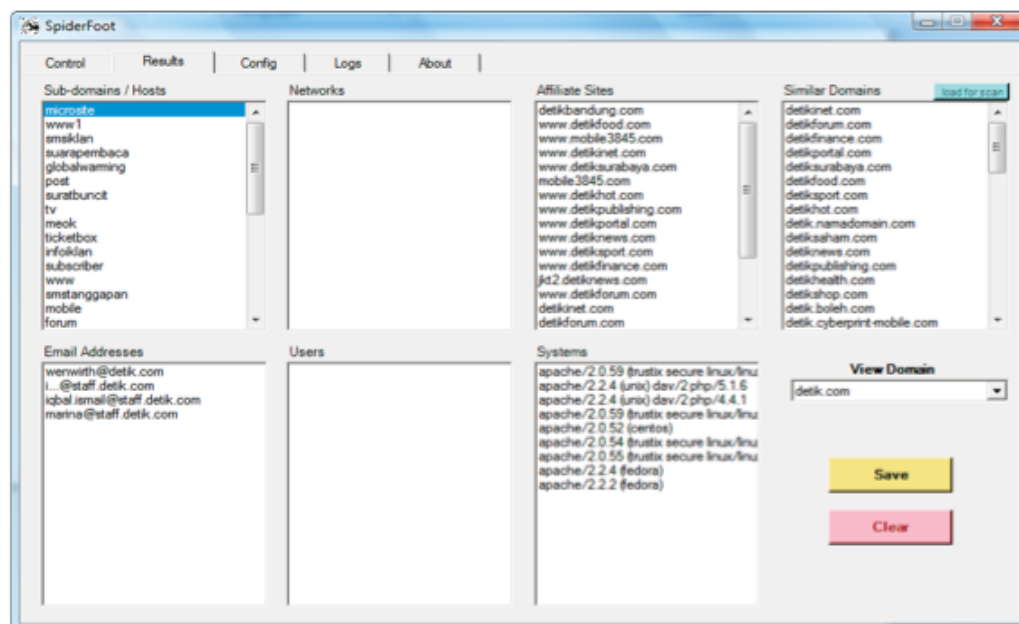 SpiderFoot
Control Results Config Logs About
Sub-domains / Hosts
microsite
www1
smsiklan
suarapembaca
globalwarming
post
suratbuncit
tv
meok
ticketbox
infoiklan
subscriber
www
smstanggapan
mobile
forum
Networks
Affiliate Sites
detikbandung.com
www.detikfood.com
www.mobile3845.com
www.detikinet.com
www.detiksurabaya.com
mobile3845.com
www.detikhot.com
www.detikpublishing.com
www.detikportal.com
www.detiknews.com
www.detiksport.com
www.detikfinance.com
jkt2.detiknews.com
www.detikforum.com
detikinet.com
detikforum.com
Similar Domains
load for scan
detikinet.com
detikforum.com
detikfinance.com
detikportal.com
detiksurabaya.com
detikfood.com
detiksport.com
detikhot.com
detik.namadomain.com
detiksaham.com
detiknews.com
detikpublishing.com
detikhealth.com
detikshop.com
detik.boleh.com
detik.cyberprint-mobile.com
Email Addresses
wenwirth@detik.com
i...@staff.detik.com
iqbal.ismail@staff.detik.com
marina@staff.detik.com
Users
Systems
apache/2.0.59 (trustix secure linux/linu
apache/2.2.4 (unix) dav/2 php/5.1.6
apache/2.2.4 (unix) dav/2 php/4.4.1
apache/2.0.59 (trustix secure linux/linu
apache/2.0.52 (centos)
apache/2.0.54 (trustix secure linux/linu
apache/2.0.55 (trustix secure linux/linu
apache/2.2.4 (fedora)
apache/2.2.2 (fedora)
View Domain
detik.com
Save
Clear